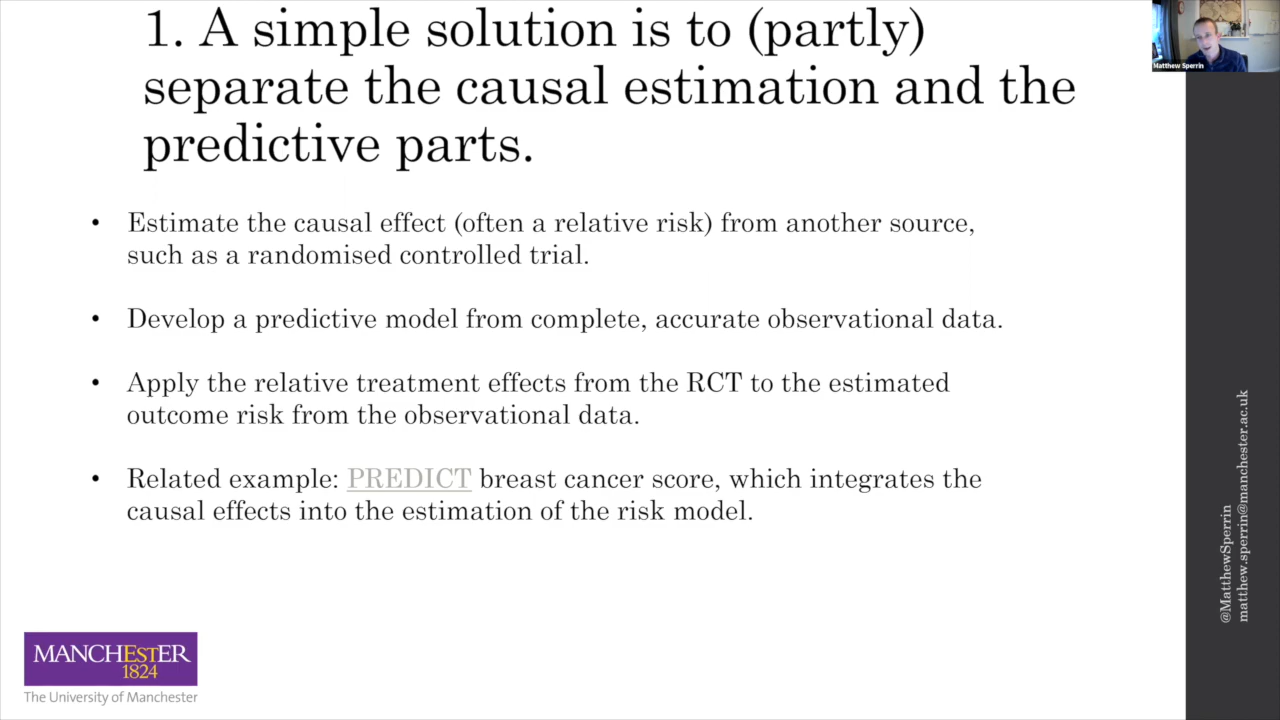 1. A simple solution is to (partly)
separate the causal estimation and the
predictive parts.
Matthew Sperrin
• Estimate the causal effect (often a relative risk) from another source,
such as a randomised controlled trial.
• Develop a predictive model from complete, accurate observational data.
• Apply the relative treatment effects from the RCT to the estimated
outcome risk from the observational data.
• Related example: PREDICT breast cancer score, which integrates the
causal effects into the estimation of the risk model.
@MatthewSperrin
matthew.sperrin@manchester.ac.uk
MANCHESTER
1824
The University of Manchester